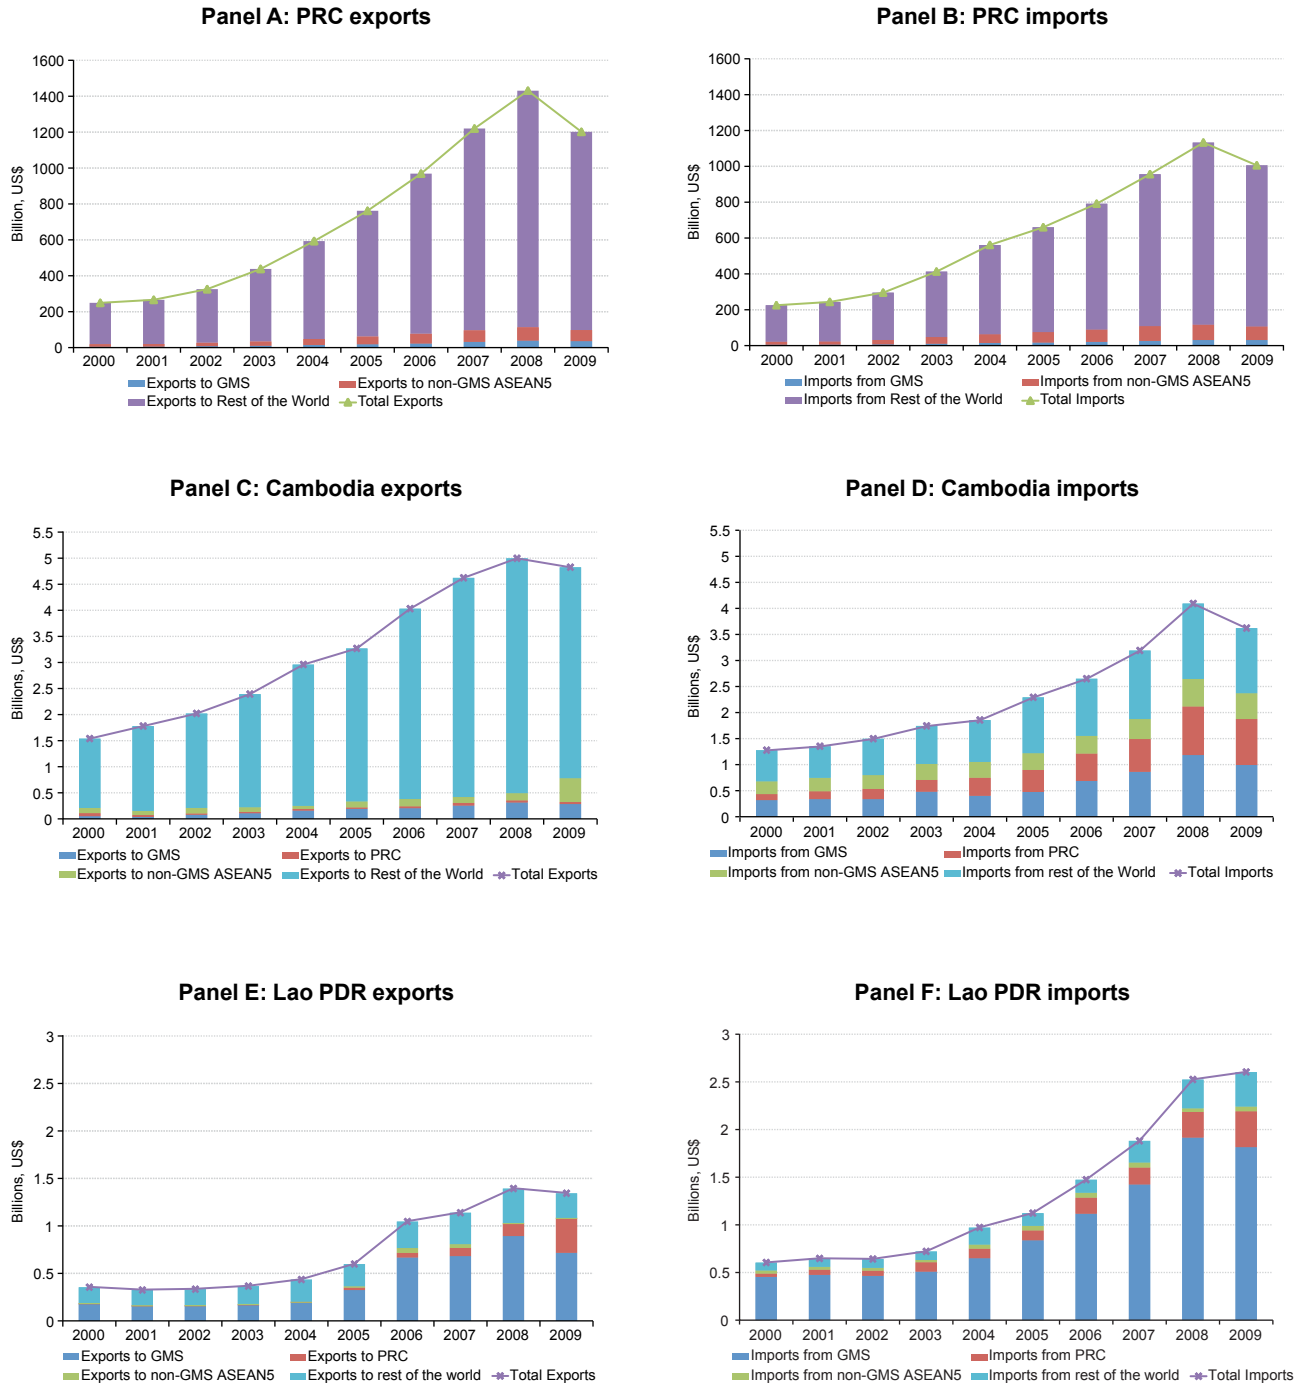 Panel A: PRC exports
Billion, US$
1600
1400
1200
1000
800
600
400
200
0
2000 2001 2002 2003 2004 2005 2006 2007 2008 2009
Exports to GMS Exports to non-GMS ASEAN5
Exports to Rest of the World Total Exports
Panel B: PRC imports
Billion, US$
1600
1400
1200
1000
800
600
400
200
0
2000 2001 2002 2003 2004 2005 2006 2007 2008 2009
Imports from GMS Imports from non-GMS ASEAN5
Imports from Rest of the World Total Imports
Panel C: Cambodia exports
Billions, US$
5.5
5
4.5
4
3.5
3
2.5
2
1.5
1
0.5
0
2000 2001 2002 2003 2004 2005 2006 2007 2008 2009
Exports to GMS Exports to PRC
Exports to non-GMS ASEAN5 Exports to Rest of the World Total Exports
Panel D: Cambodia imports
Billions, US$
5.5
5
4.5
4
3.5
3
2.5
2
1.5
1
0.5
0
2000 2001 2002 2003 2004 2005 2006 2007 2008 2009
Imports from GMS Imports from PRC
Imports from non-GMS ASEAN5 Imports from rest of the World Total Imports
Panel E: Lao PDR exports
Billions, US$
3
2.5
2
1.5
1
0.5
0
2000 2001 2002 2003 2004 2005 2006 2007 2008 2009
Exports to GMS Exports to PRC
Exports to non-GMS ASEAN5 Exports to rest of the world Total Exports
Panel F: Lao PDR imports
Billions, US$
3
2.5
2
1.5
1
0.5
0
2000 2001 2002 2003 2004 2005 2006 2007 2008 2009
Imports from GMS Imports from PRC
Imports from non-GMS ASEAN5 Imports from rest of the world Total Imports